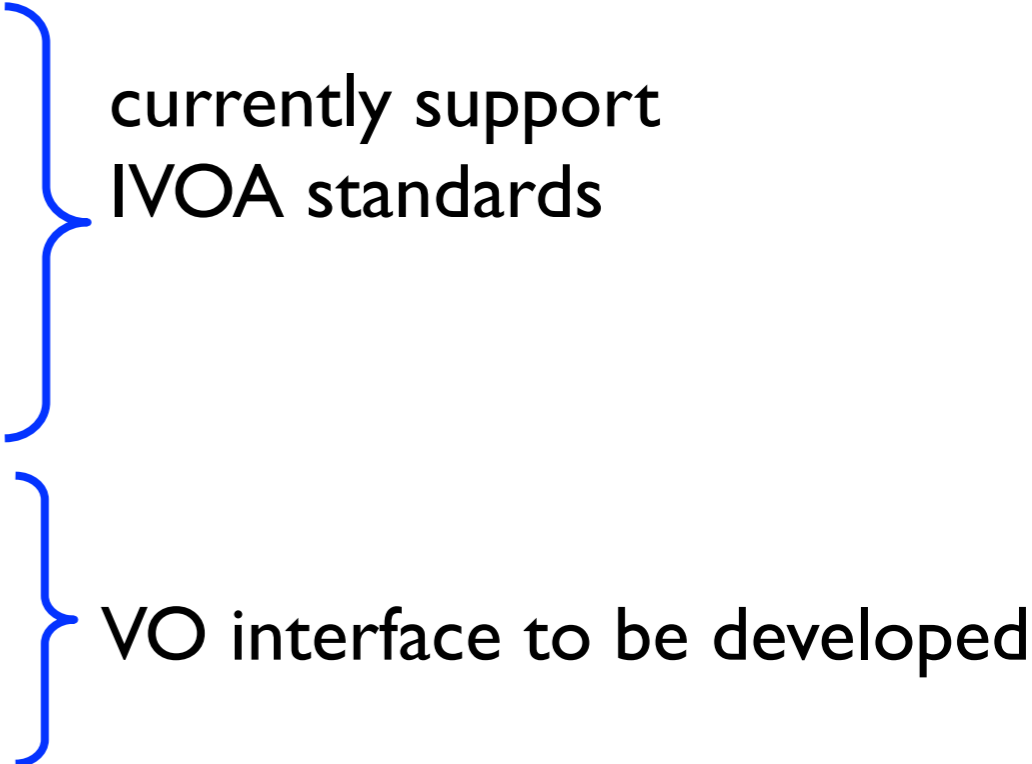 currently support
IVOA standards
VO interface to be developed